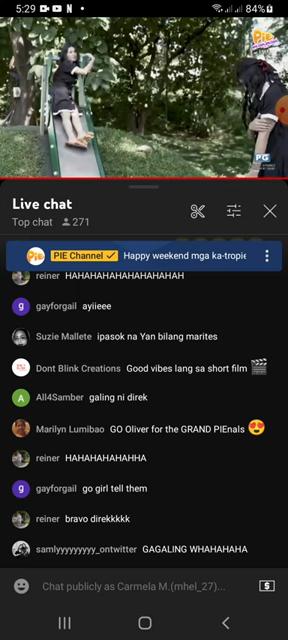 5:29
N
84%
PiE
PG
Live chat
Top chat 271
PIE Channel Happy weekend mga ka-tropie
reiner HAHAHAHAHAHAHAHAHAH
gayforgail ayiieee
Suzie Mallete ipasok na Yan bilang marites
Dont Blink Creations Good vibes lang sa short film 🎬
All4Samber galing ni direk
Marilyn Lumibao GO Oliver for the GRAND PIEnals 😍
reiner HAHAHAHAHAHHA
gayforgail go girl tell them
reiner bravo direkkkkk
samlyyyyyyyyy_ontwitter GAGALING WHAHAHAHA
Chat publicly as Carmela M.(mhel_27)...